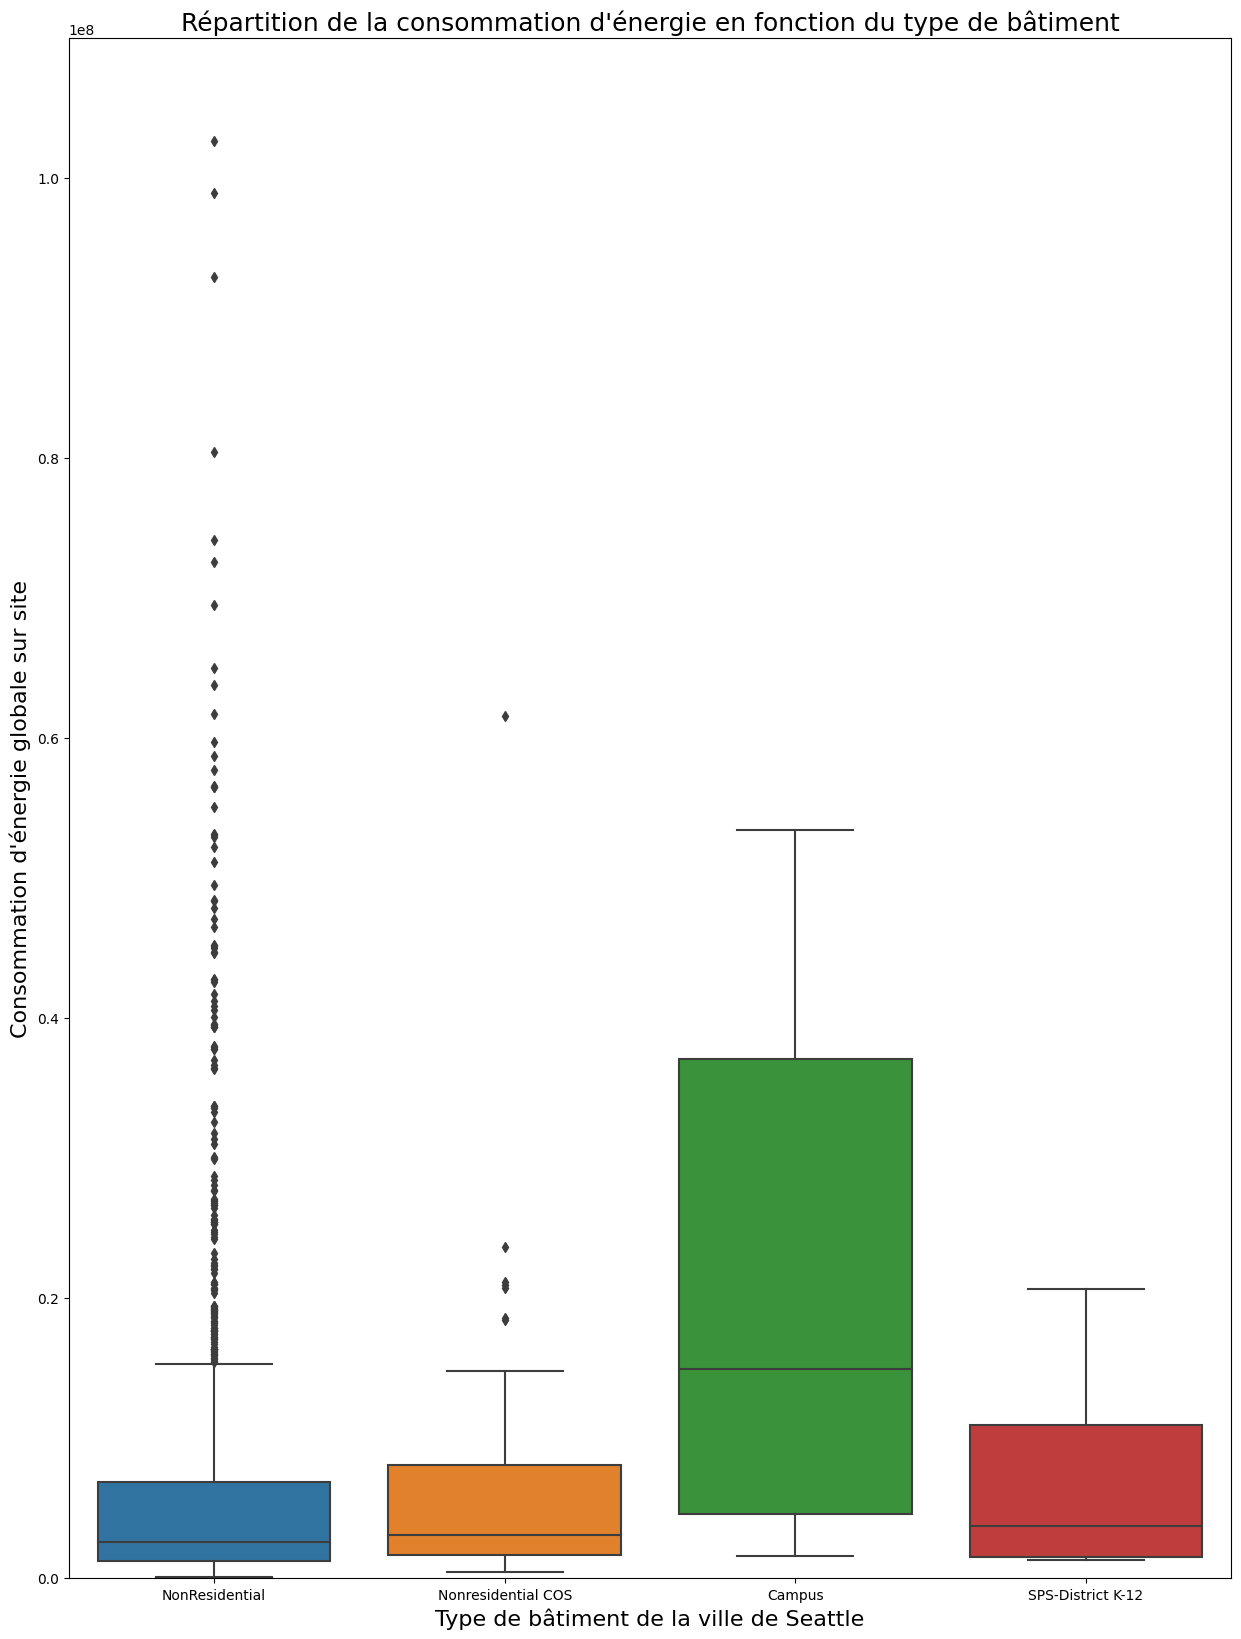 Répartition de la consommation d'énergie en fonction du type de bâtiment
1e8
1.0
0.8
0.6
0.4
0.2
0.0
Consommation d'énergie globale sur site
NonResidential
Nonresidential COS
Campus
SPS-District K-12
Type de bâtiment de la ville de Seattle